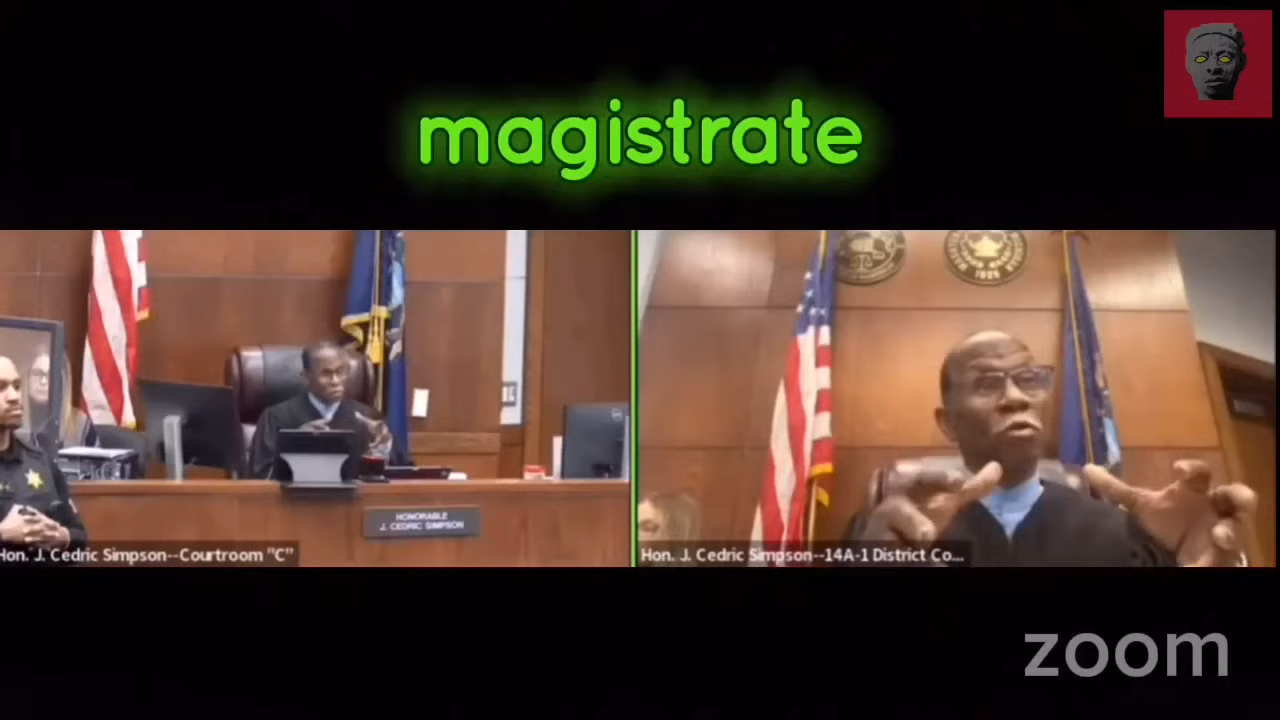 magistrate
HONORABLE
J. CEDRIC SIMPSON
Hon. J. Cedric Simpson--Courtroom "C"
Hon. J. Cedric Simpson--14A-1 District Co...
zoom